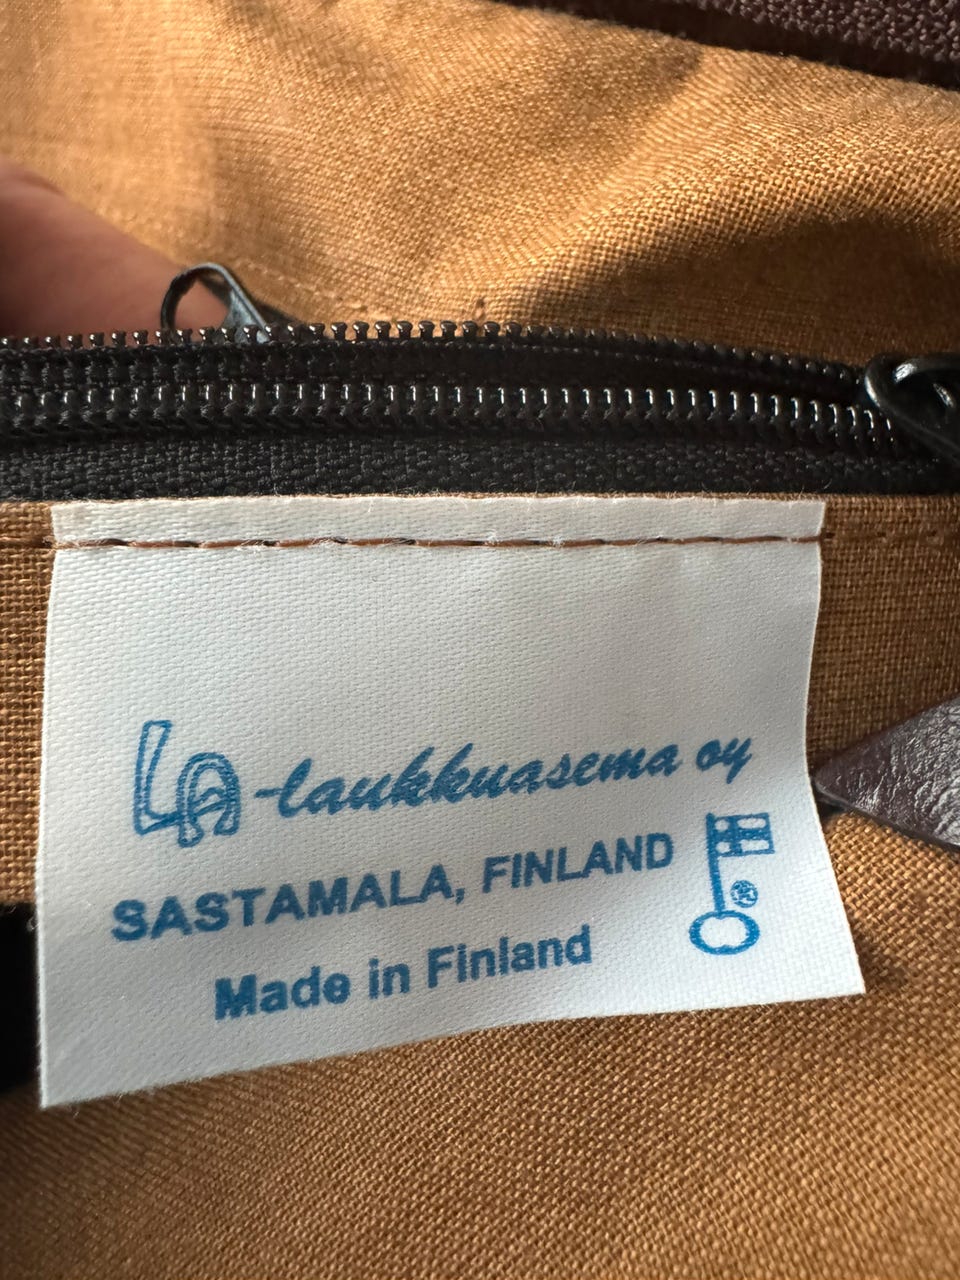 LA-laukkuasema oy
SASTAMALA, FINLAND
Made in Finland